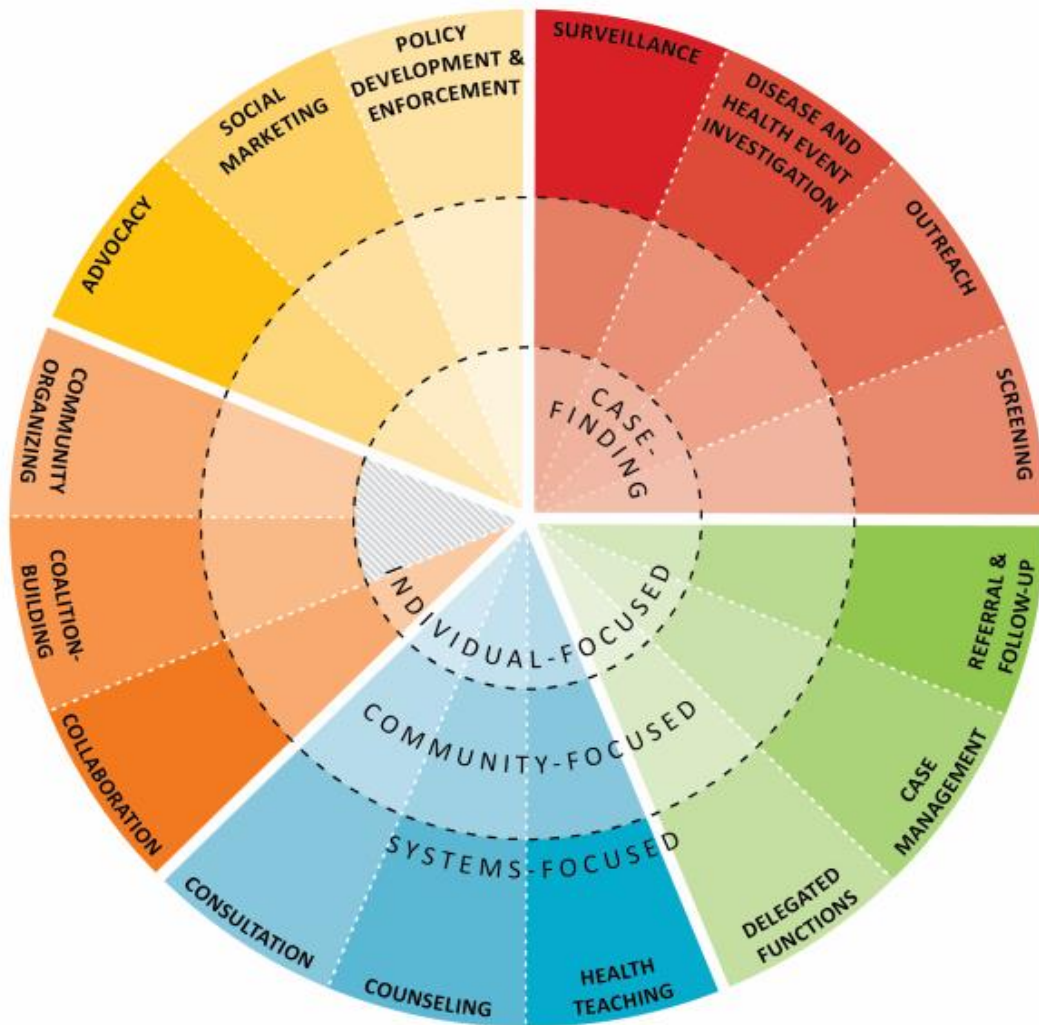 SURVEILLANCE
DISEASE AND
HEALTH EVENT
INVESTIGATION
OUTREACH
SCREENING
REFERRAL &
FOLLOW-UP
CASE
MANAGEMENT
DELEGATED
FUNCTIONS
HEALTH
TEACHING
COUNSELING
CONSULTATION
COLLABORATION
COALITION-
BUILDING
COMMUNITY
ORGANIZING
ADVOCACY
SOCIAL
MARKETING
POLICY
DEVELOPMENT &
ENFORCEMENT
CASE-
FINDING
INDIVIDUAL-FOCUSED
COMMUNITY-FOCUSED
SYSTEMS-FOCUSED